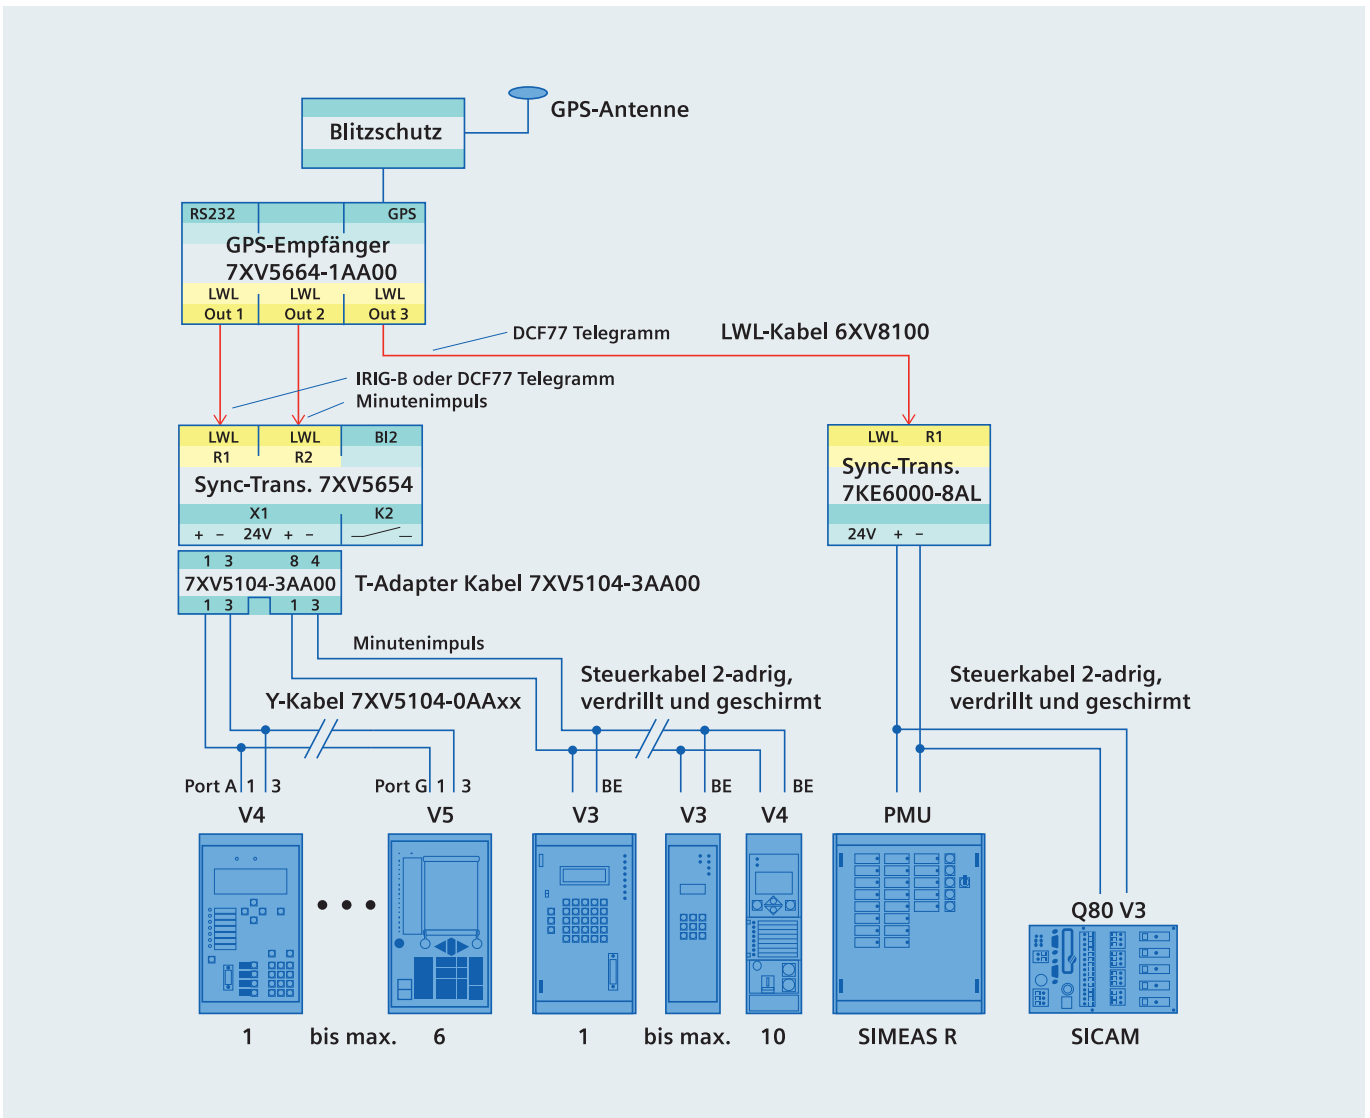 GPS-Antenne
Blitzschutz
RS232 GPS
GPS-Empfänger
7XV5664-1AA00
LWL LWL LWL
Out 1 Out 2 Out 3
DCF77 Telegramm
LWL-Kabel 6XV8100
IRIG-B oder DCF77 Telegramm
Minutenimpuls
LWL LWL BI2
R1 R2
Sync-Trans. 7XV5654
X1 K2
+ – 24V + –
LWL R1
Sync-Trans.
7KE6000-8AL
24V + –
1 3 8 4
7XV5104-3AA00
1 3 1 3
T-Adapter Kabel 7XV5104-3AA00
Minutenimpuls
Steuerkabel 2-adrig,
verdrillt und geschirmt
Steuerkabel 2-adrig,
verdrillt und geschirmt
Y-Kabel 7XV5104-0AAxx
Port A 1 3
Port G 1 3
BE BE BE
V4 V5 V3 V3 V4 PMU
Q80 V3
1 bis max. 6
1 bis max. 10
SIMEAS R
SICAM